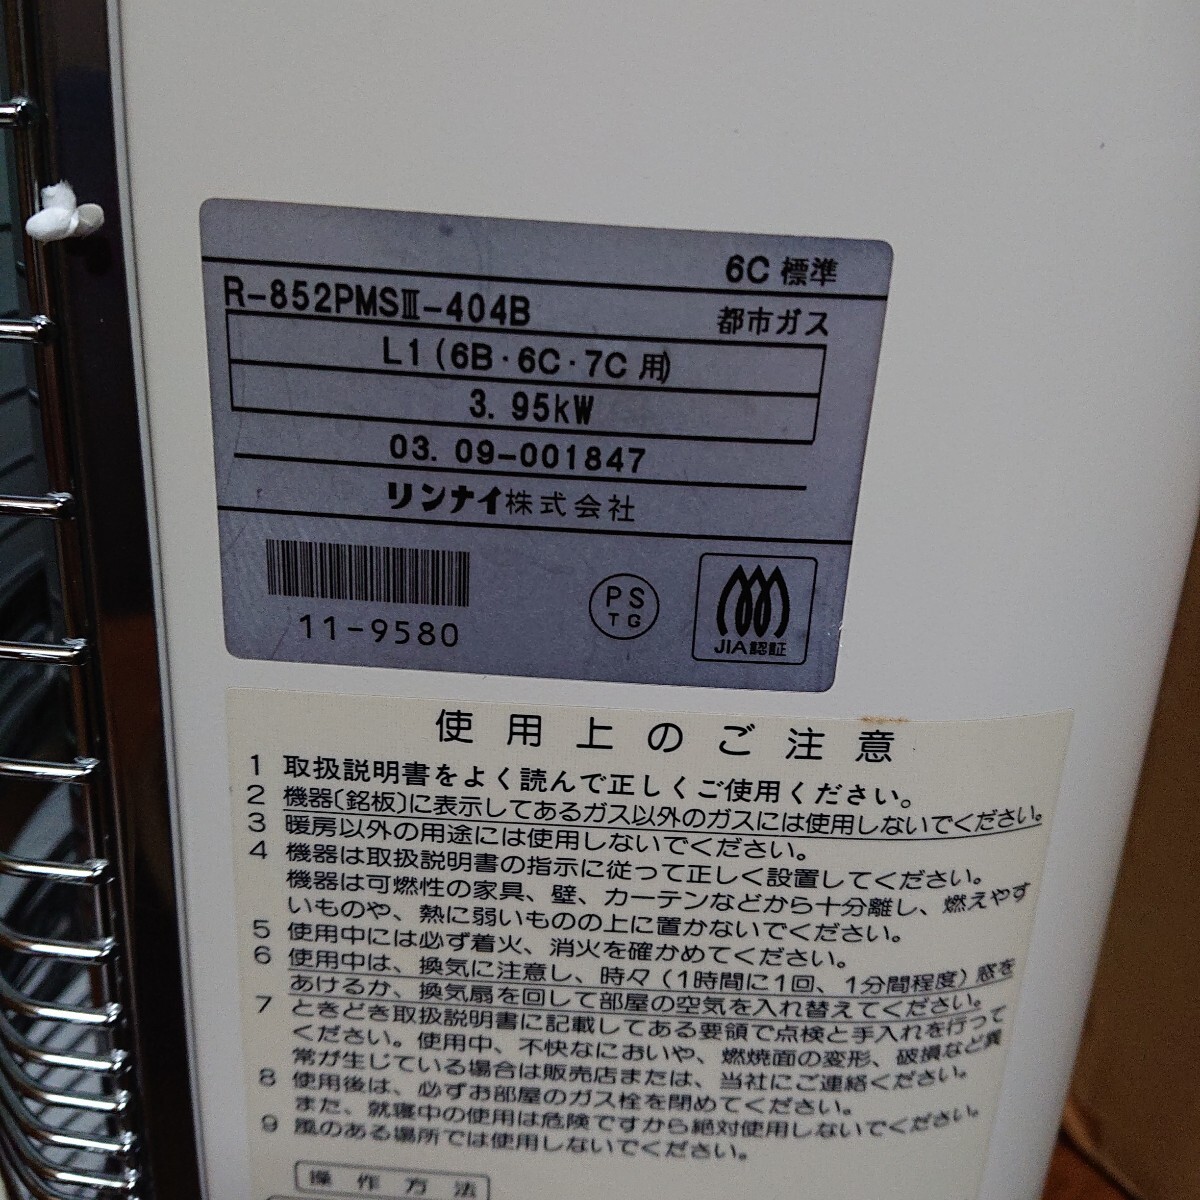 6C 標準
R-852PMSⅢ-404B
都市ガス
L1(6B・6C・7C 用)
3. 95kW
03. 09-001847
リンナイ株式会社
11-9580
PS
TG
JIA認証
使用上のご注意
1 取扱説明書をよく読んで正しくご使用ください。
2 機器〔銘板〕に表示してあるガス以外のガスには使用しないでください。
3 暖房以外の用途には使用しないでください。
4 機器は取扱説明書の指示に従って正しく設置してください。
機器は可燃性の家具、壁、カーテンなどから十分離し、燃えやす
いものや、熱に弱いものの上に置かないでください。
5 使用中には必ず着火、消火を確かめてください。
6 使用中は、換気に注意し、時々(1時間に1回、1分間程度)窓を
あけるか、換気扇を回して部屋の空気を入れ替えてください。
7 ときどき取扱説明書に記載してある要領で点検と手入れを行って
ください。使用中、不快なにおいや、燃焼面の変形、破損など異
常が生じている場合は販売店または、当社にご連絡ください。
8 使用後は、必ずお部屋のガス栓を閉めてください。
また、就寝中の使用は危険ですから絶対使用しないでください。
9 風のある場所では使用しないでください。
操作方法